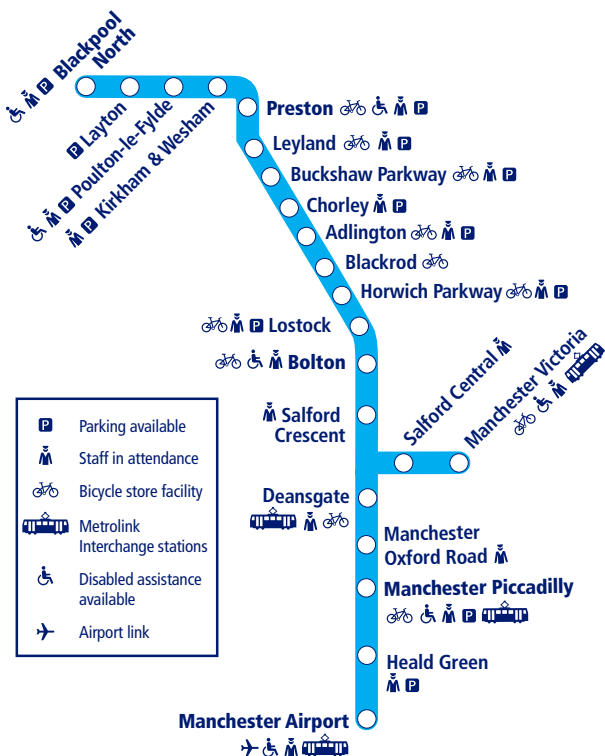 Blackpool
North
Layton
Poulton-le-Fylde
Kirkham & Wesham
Preston
Leyland
Buckshaw Parkway
Chorley
Adlington
Blackrod
Horwich Parkway
Lostock
Bolton
Salford
Crescent
Salford Central
Manchester Victoria
Deansgate
Manchester
Oxford Road
Manchester Piccadilly
Heald Green
Manchester Airport
P Parking available
Staff in attendance
Bicycle store facility
Metrolink
Interchange stations
Disabled assistance
available
Airport link